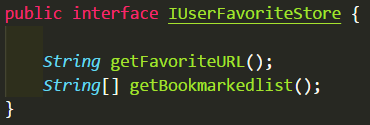 public interface IUserFavoriteStore {
String getFavoriteURL();
String[] getBookmarkedlist();
}